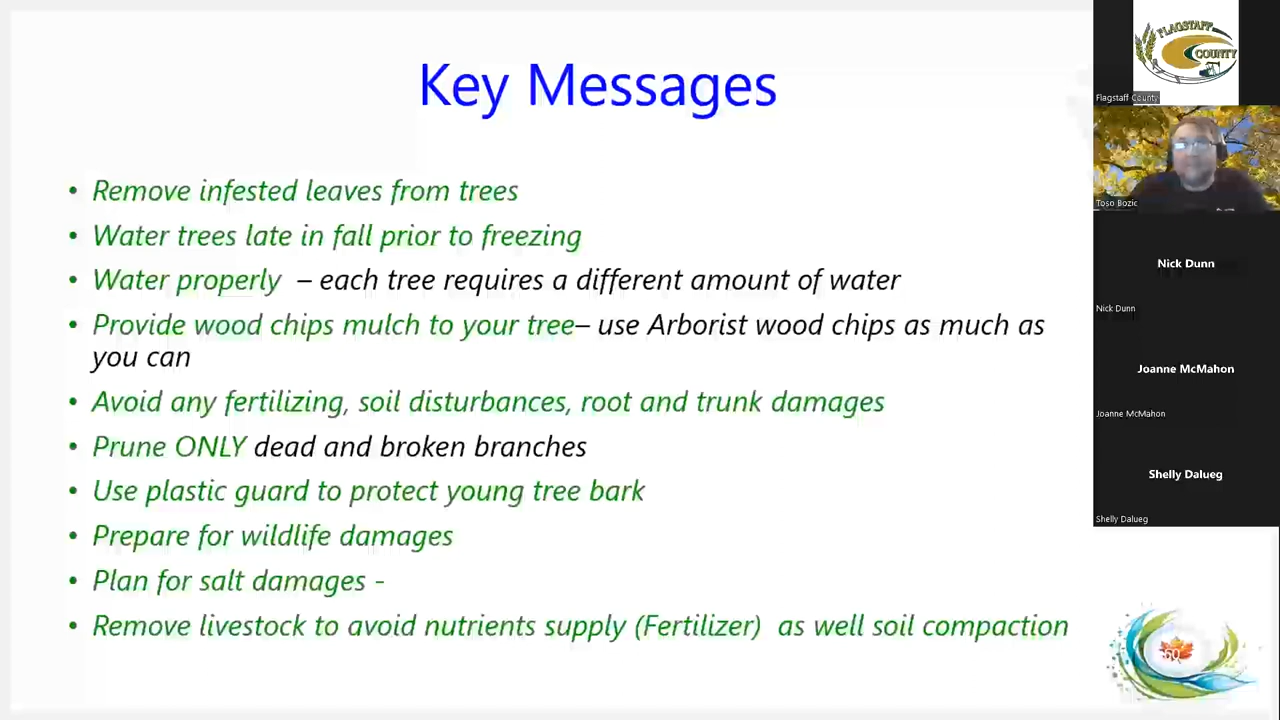 Key Messages
• Remove infested leaves from trees
• Water trees late in fall prior to freezing
• Water properly – each tree requires a different amount of water
• Provide wood chips mulch to your tree– use Arborist wood chips as much as
you can
• Avoid any fertilizing, soil disturbances, root and trunk damages
• Prune ONLY dead and broken branches
• Use plastic guard to protect young tree bark
• Prepare for wildlife damages
• Plan for salt damages -
• Remove livestock to avoid nutrients supply (Fertilizer) as well soil compaction
FLAGSTAFF
COUNTY
Flagstaff County
Toso Bozic
Nick Dunn
Nick Dunn
Joanne McMahon
Joanne McMahon
Shelly Dalueg
Shelly Dalueg